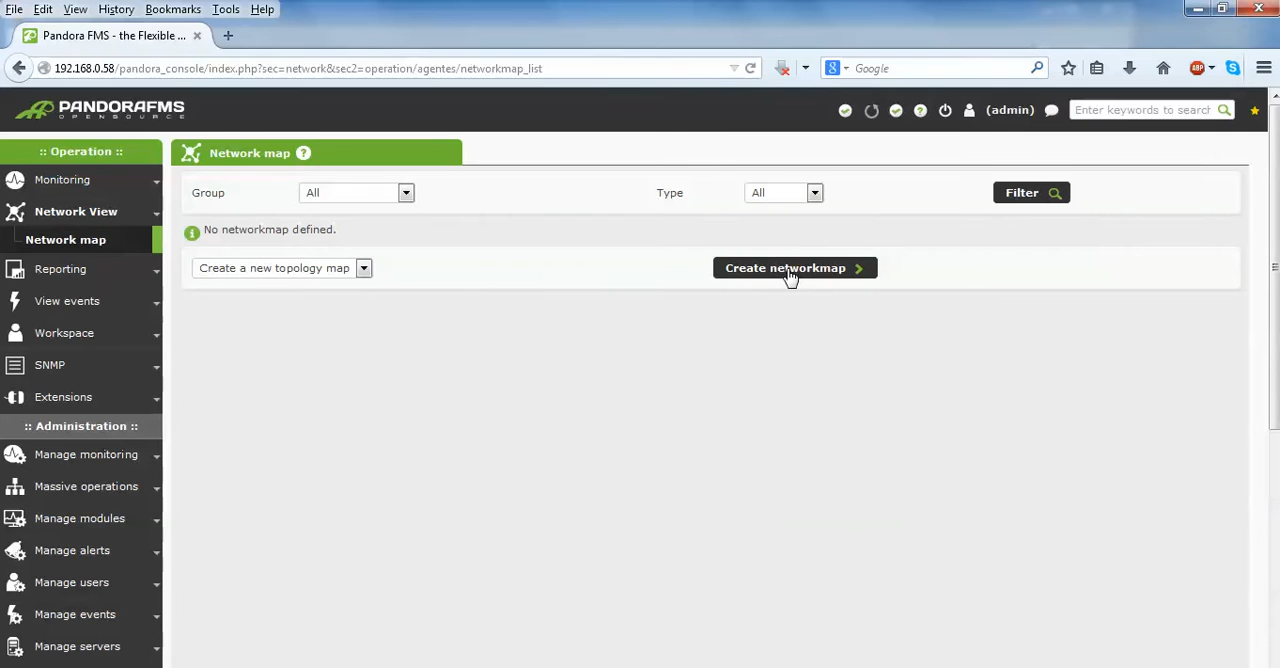 File Edit View History Bookmarks Tools Help
Pandora FMS - the Flexible ...
192.168.0.58/pandora_console/index.php?sec=network&sec2=operation/agentes/networkmap_list
Google
PANDORAFMS
OPENSOURCE
(admin)
Enter keywords to search
:: Operation ::
Monitoring
Network View
Network map
Reporting
View events
Workspace
SNMP
Extensions
:: Administration ::
Manage monitoring
Massive operations
Manage modules
Manage alerts
Manage users
Manage events
Manage servers
Network map
Group All Type All Filter
No networkmap defined.
Create a new topology map Create networkmap